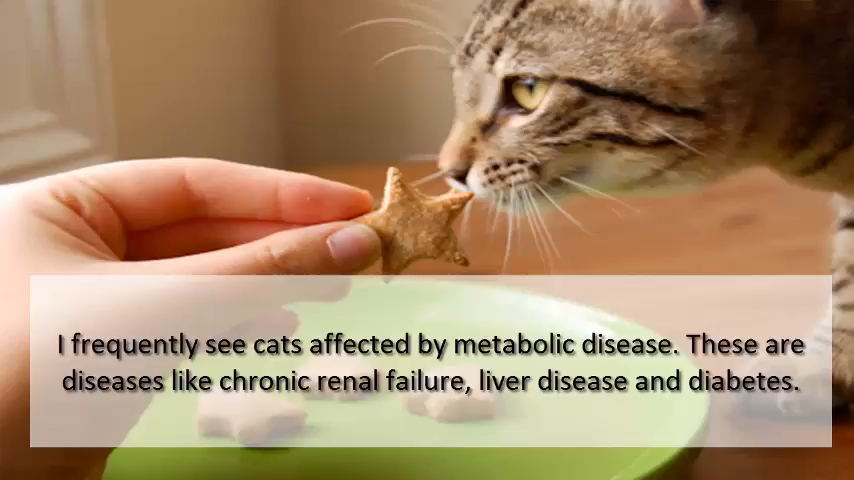 I frequently see cats affected by metabolic disease. These are
diseases like chronic renal failure, liver disease and diabetes.